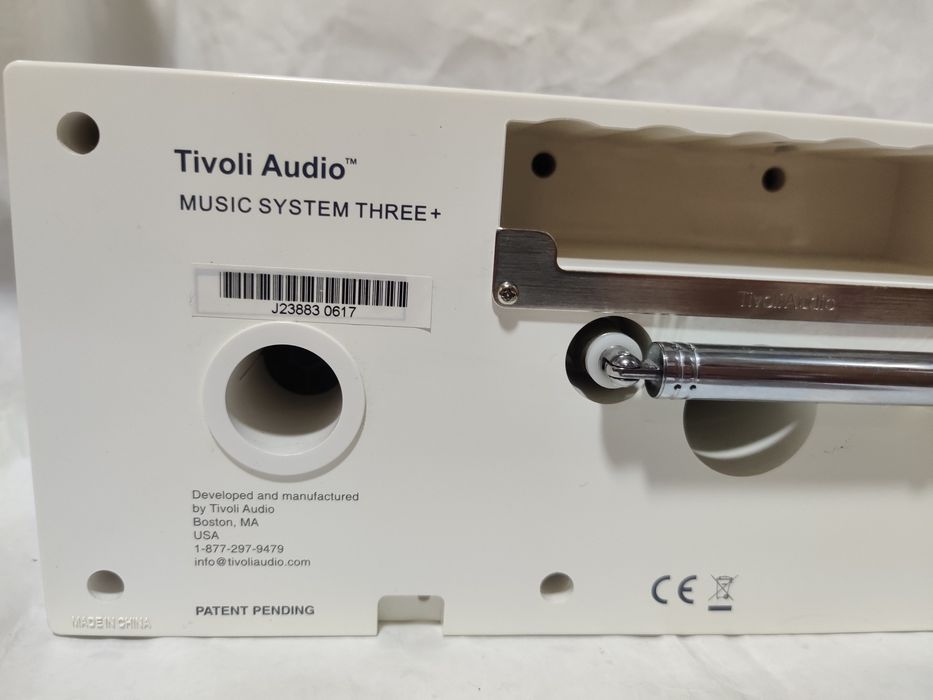 Tivoli Audio™
MUSIC SYSTEM THREE+
J23883 0617
TivoliAudio
Developed and manufactured
by Tivoli Audio
Boston, MA
USA
1-877-297-9479
info@tivoliaudio.com
PATENT PENDING
CE
MADE IN CHINA